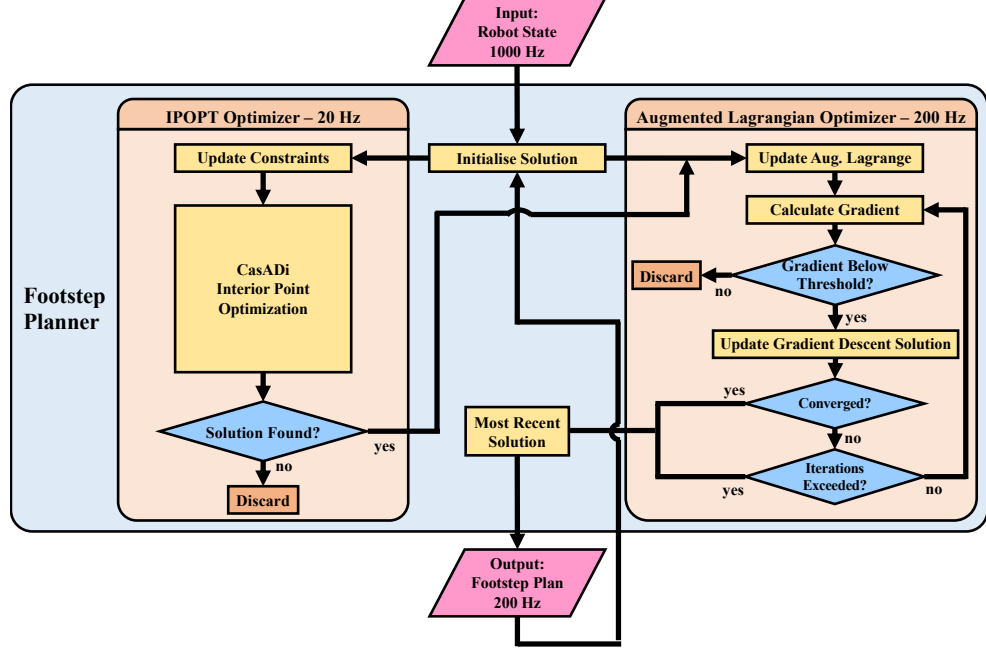 Input:
Robot State
1000 Hz
Footstep
Planner
IPOPT Optimizer – 20 Hz
Update Constraints
CasADi
Interior Point
Optimization
Solution Found?
yes
no
Discard
Initialise Solution
Most Recent
Solution
Augmented Lagrangian Optimizer – 200 Hz
Update Aug. Lagrange
Calculate Gradient
Gradient Below
Threshold?
no
Discard
yes
Update Gradient Descent Solution
Converged?
yes
no
Iterations
Exceeded?
yes
no
Output:
Footstep Plan
200 Hz